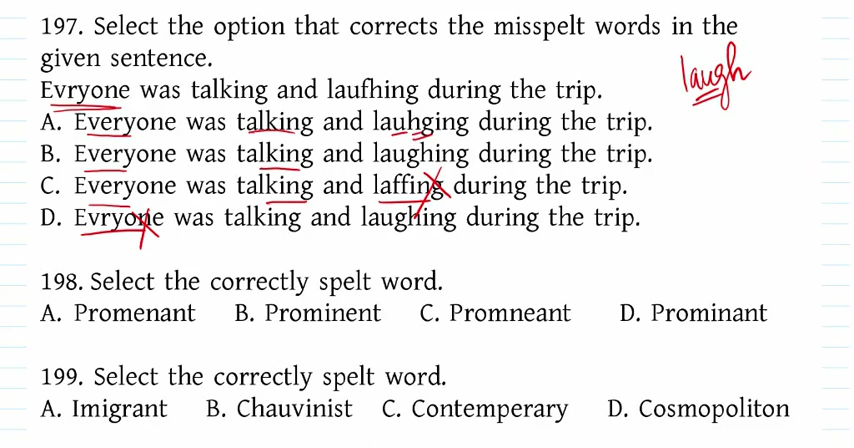 197. Select the option that corrects the misspelt words in the
given sentence.
laugh
Evryone was talking and laufhing during the trip.
A. Everyone was talking and lauhging during the trip.
B. Everyone was talking and laughing during the trip.
C. Everyone was talking and laffing during the trip.
D. Evryone was talking and laughing during the trip.
198. Select the correctly spelt word.
A. Promenant B. Prominent C. Promneant D. Prominant
199. Select the correctly spelt word.
A. Imigrant B. Chauvinist C. Contemperary D. Cosmopoliton